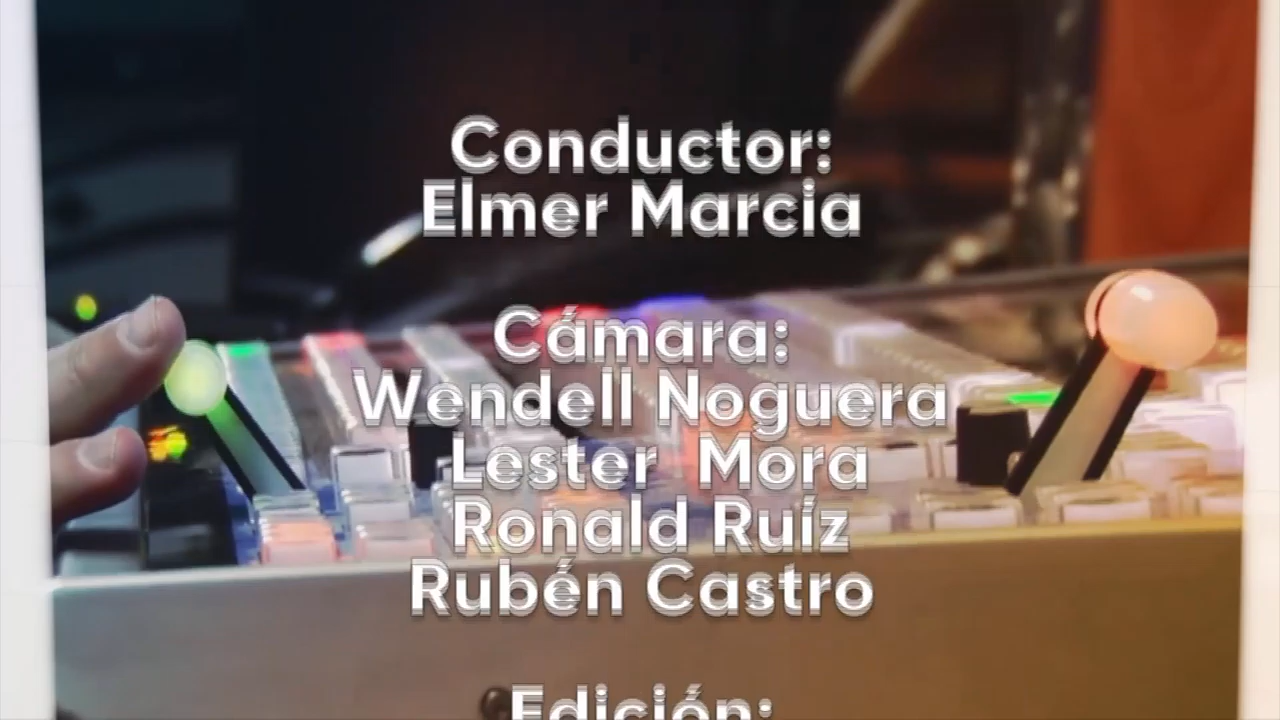 Conductor:
Elmer Marcia
Cámara:
Wendell Noguera
Lester Mora
Ronald Ruíz
Rubén Castro
Edición: